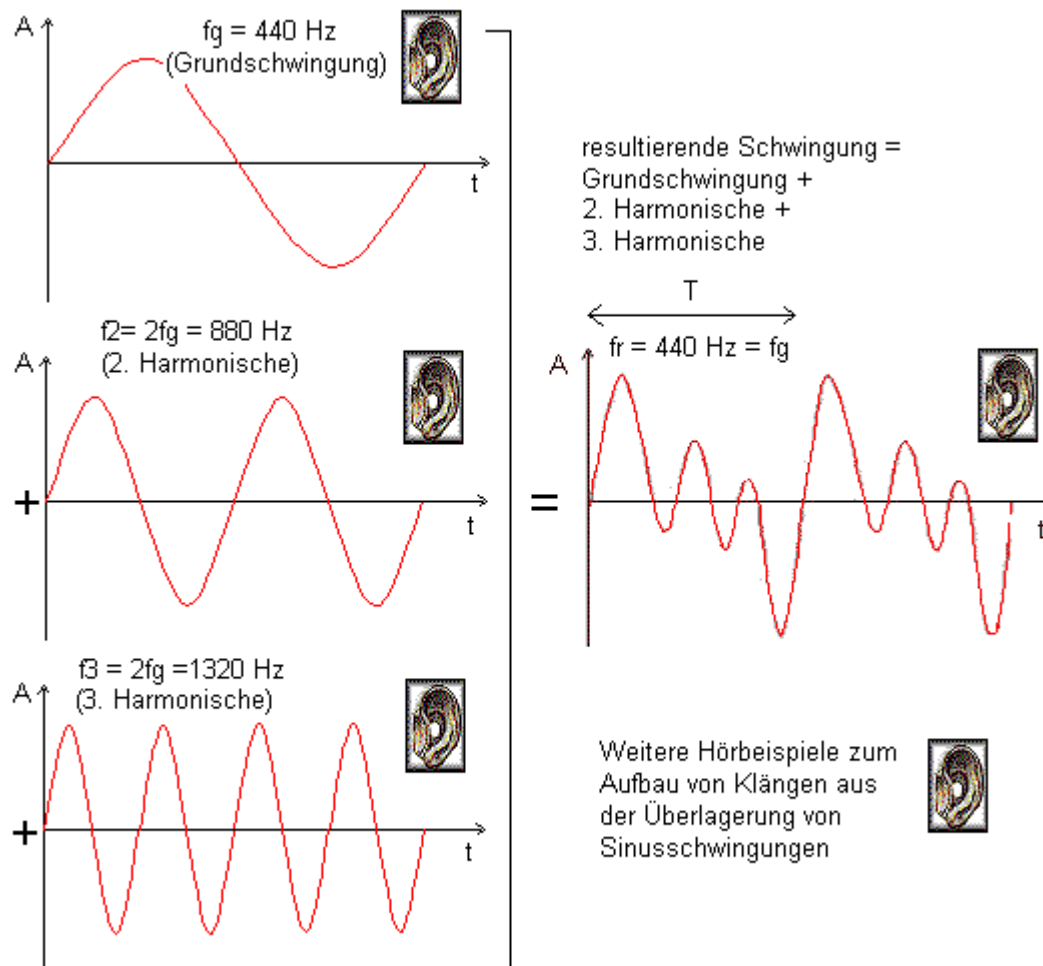 A
fg = 440 Hz
(Grundschwingung)
t
f2= 2fg = 880 Hz
(2. Harmonische)
A
+
t
f3 = 2fg =1320 Hz
(3. Harmonische)
A
+
t
=
resultierende Schwingung =
Grundschwingung +
2. Harmonische +
3. Harmonische
T
fr = 440 Hz = fg
A
t
Weitere Hörbeispiele zum
Aufbau von Klängen aus
der Überlagerung von
Sinusschwingungen